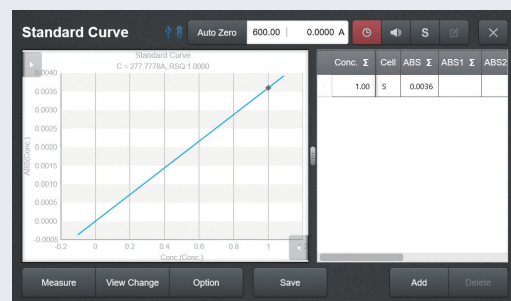 Standard Curve
Auto Zero
600.00
0.0000 A
S
Standard Curve
C = 277.7778A, RSQ:1.0000
ABS(Conc.)
0.0040
0.0035
0.0030
0.0025
0.0020
0.0015
0.0010
0.0005
0.0000
-0.0005
-0.2 0 0.2 0.4 0.6 0.8 1
Conc.(Conc.)
Conc. Σ Cell ABS Σ ABS1 Σ ABS2
1.00 S 0.0036
Measure View Change Option Save Add Delete